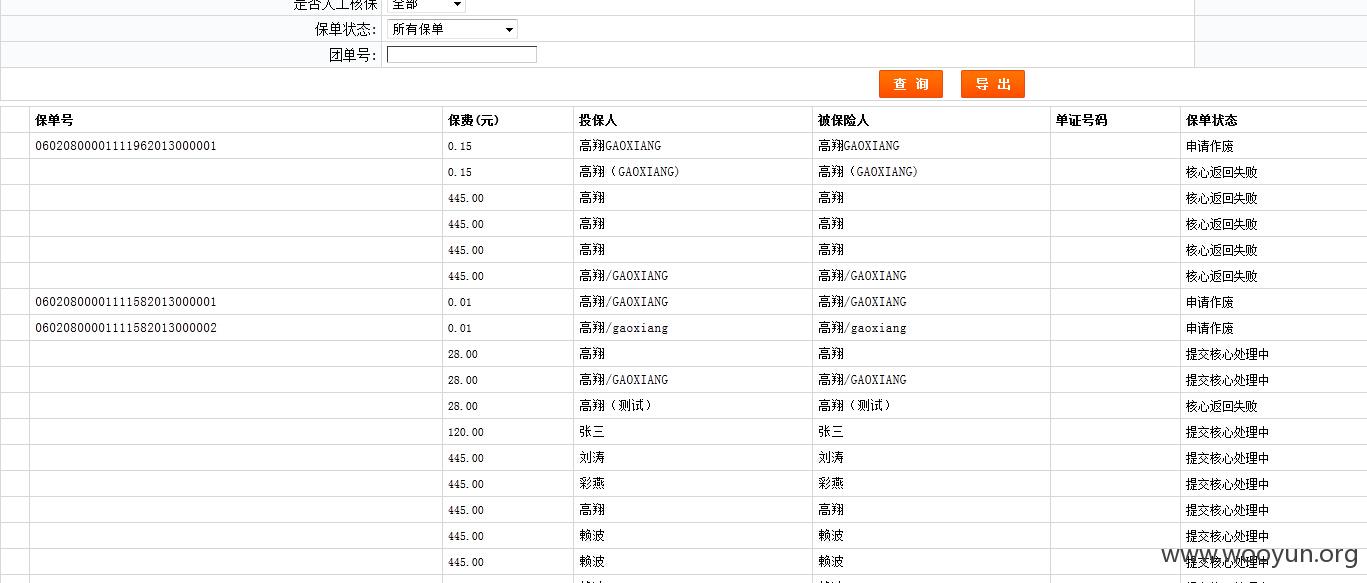 是否人工核保 全部
保单状态: 所有保单
团单号:
查 询 导 出
保单号 保费(元) 投保人 被保险人 单证号码 保单状态
06020800001111962013000001 0.15 高翔GAOXIANG 高翔GAOXIANG 申请作废
0.15 高翔（GAOXIANG） 高翔（GAOXIANG） 核心返回失败
445.00 高翔 高翔 核心返回失败
445.00 高翔 高翔 核心返回失败
445.00 高翔 高翔 核心返回失败
445.00 高翔/GAOXIANG 高翔/GAOXIANG 核心返回失败
06020800001111582013000001 0.01 高翔/GAOXIANG 高翔/GAOXIANG 申请作废
06020800001111582013000002 0.01 高翔/gaoxiang 高翔/gaoxiang 申请作废
28.00 高翔 高翔 提交核心处理中
28.00 高翔/GAOXIANG 高翔/GAOXIANG 提交核心处理中
28.00 高翔（测试） 高翔（测试） 核心返回失败
120.00 张三 张三 提交核心处理中
445.00 刘涛 刘涛 提交核心处理中
445.00 彩燕 彩燕 提交核心处理中
445.00 高翔 高翔 提交核心处理中
445.00 赖波 赖波 提交核心处理中
445.00 赖波 赖波 提交核心处理中
www.wooyun.org